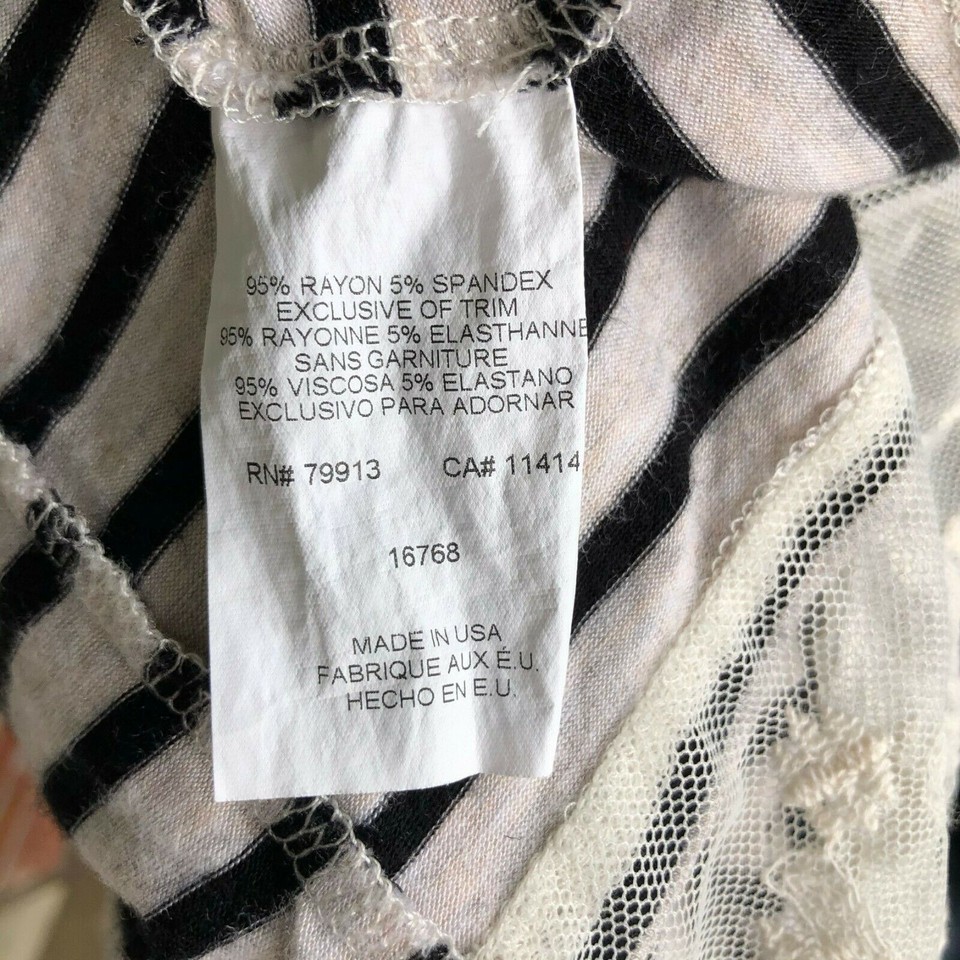 95% RAYON 5% SPANDEX
EXCLUSIVE OF TRIM
95% RAYONNE 5% ELASTHANNE
SANS GARNITURE
95% VISCOSA 5% ELASTANO
EXCLUSIVO PARA ADORNAR
RN# 79913 CA# 11414
16768
MADE IN USA
FABRIQUE AUX É.U.
HECHO EN E.U.